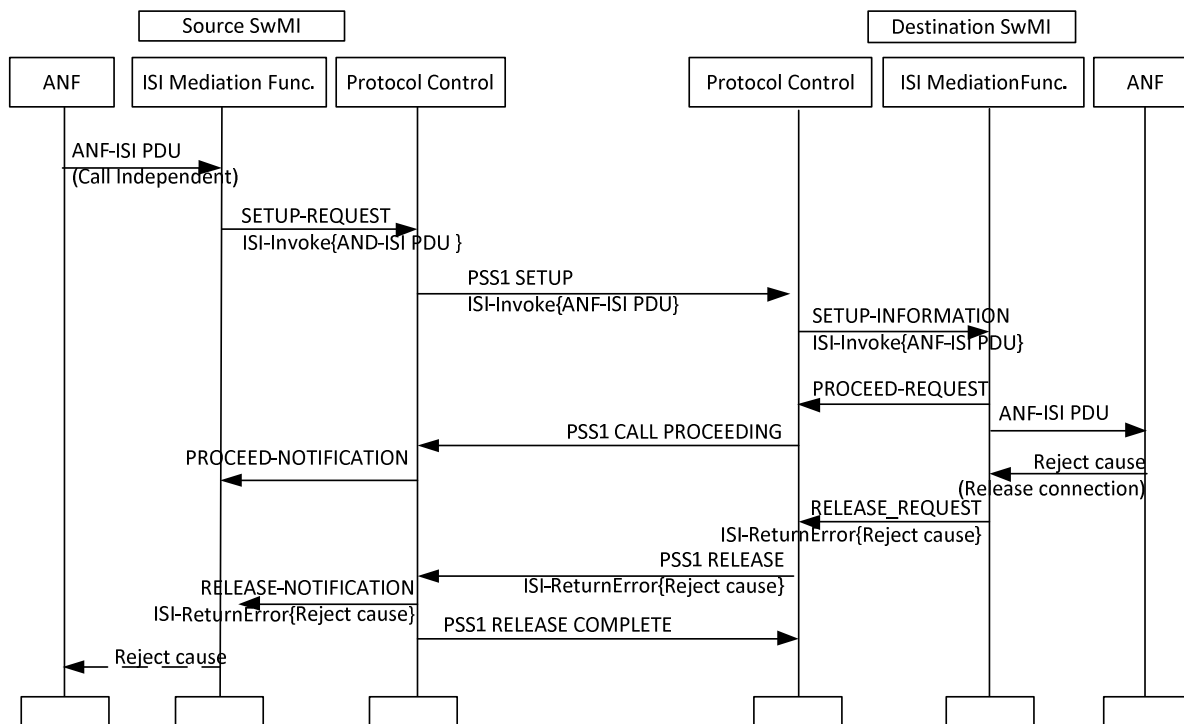 Source SwMI
Destination SwMI
ANF
ISI Mediation Func.
Protocol Control
Protocol Control
ISI MediationFunc.
ANF
ANF-ISI PDU
(Call Independent)
SETUP-REQUEST
ISI-Invoke{AND-ISI PDU }
PSS1 SETUP
ISI-Invoke{ANF-ISI PDU}
SETUP-INFORMATION
ISI-Invoke{ANF-ISI PDU}
PROCEED-REQUEST
ANF-ISI PDU
PSS1 CALL PROCEEDING
PROCEED-NOTIFICATION
Reject cause
(Release connection)
RELEASE_REQUEST
ISI-ReturnError{Reject cause}
PSS1 RELEASE
ISI-ReturnError{Reject cause}
RELEASE-NOTIFICATION
ISI-ReturnError{Reject cause}
PSS1 RELEASE COMPLETE
Reject cause